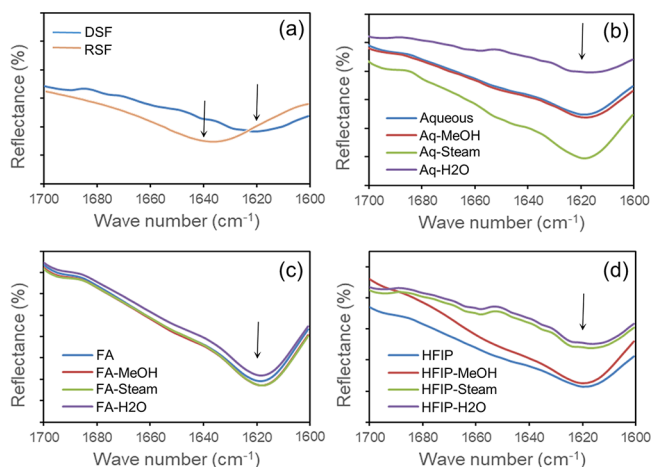 (a)
DSF
RSF
Reflectance (%)
1700 1680 1660 1640 1620 1600
Wave number (cm-1)
(b)
Aqueous
Aq-MeOH
Aq-Steam
Aq-H2O
Reflectance (%)
1700 1680 1660 1640 1620 1600
Wave number (cm-1)
(c)
FA
FA-MeOH
FA-Steam
FA-H2O
Reflectance (%)
1700 1680 1660 1640 1620 1600
Wave number (cm-1)
(d)
HFIP
HFIP-MeOH
HFIP-Steam
HFIP-H2O
Reflectance (%)
1700 1680 1660 1640 1620 1600
Wave number (cm-1)